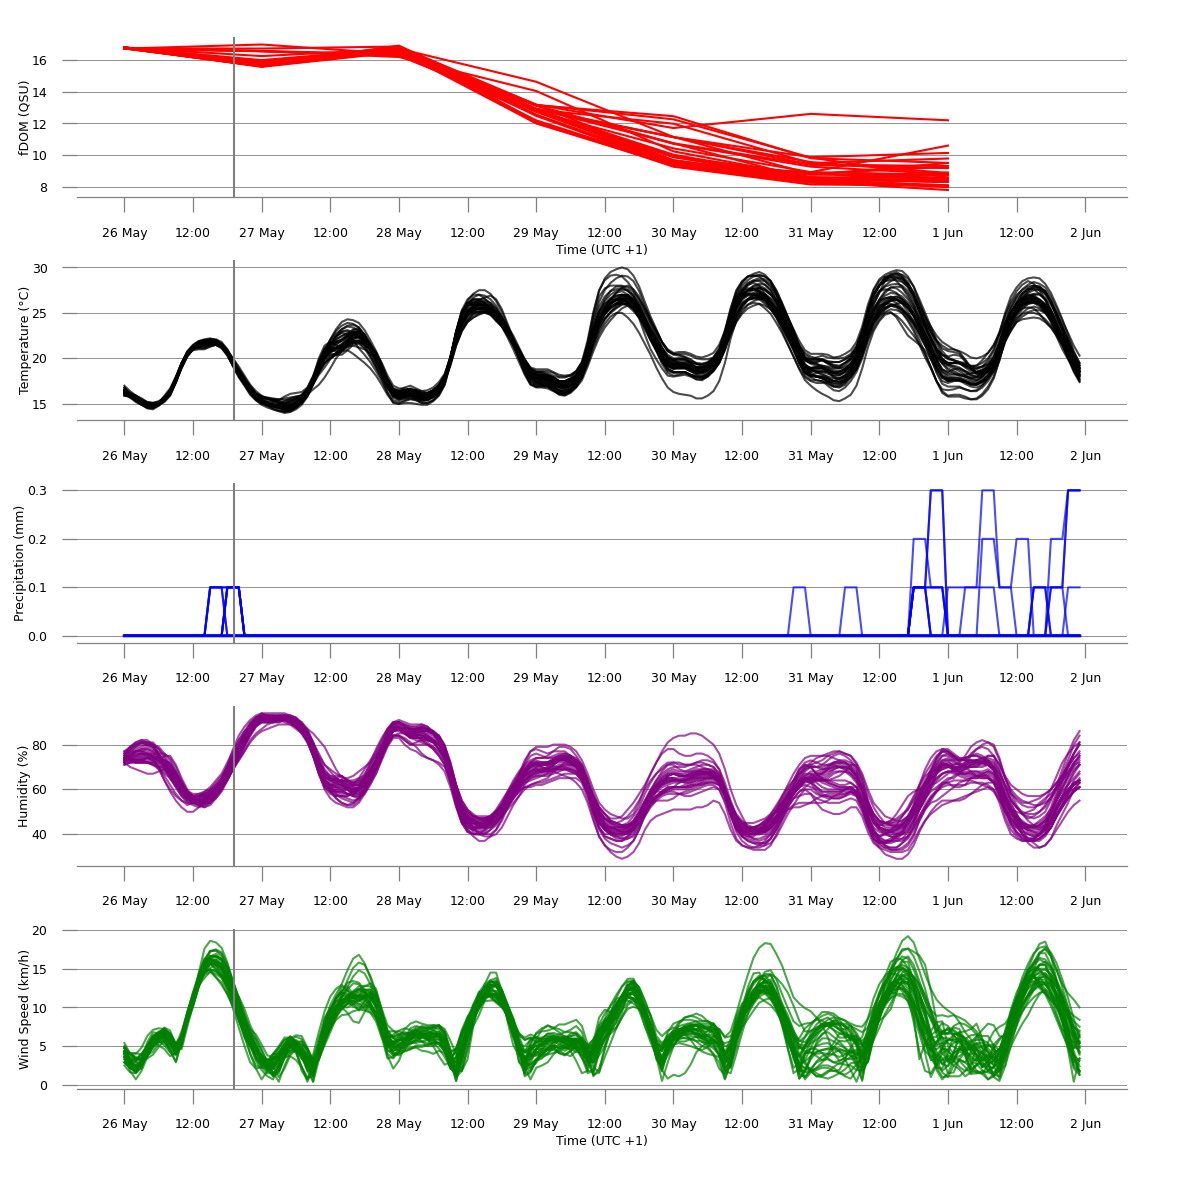 fDOM (QSU)
16
14
12
10
8
26 May 12:00 27 May 12:00 28 May 12:00 29 May 12:00 30 May 12:00 31 May 12:00 1 Jun 12:00 2 Jun
Time (UTC +1)
Temperature (°C)
30
25
20
15
26 May 12:00 27 May 12:00 28 May 12:00 29 May 12:00 30 May 12:00 31 May 12:00 1 Jun 12:00 2 Jun
Precipitation (mm)
0.3
0.2
0.1
0.0
26 May 12:00 27 May 12:00 28 May 12:00 29 May 12:00 30 May 12:00 31 May 12:00 1 Jun 12:00 2 Jun
Humidity (%)
80
60
40
26 May 12:00 27 May 12:00 28 May 12:00 29 May 12:00 30 May 12:00 31 May 12:00 1 Jun 12:00 2 Jun
Wind Speed (km/h)
20
15
10
5
0
26 May 12:00 27 May 12:00 28 May 12:00 29 May 12:00 30 May 12:00 31 May 12:00 1 Jun 12:00 2 Jun
Time (UTC +1)